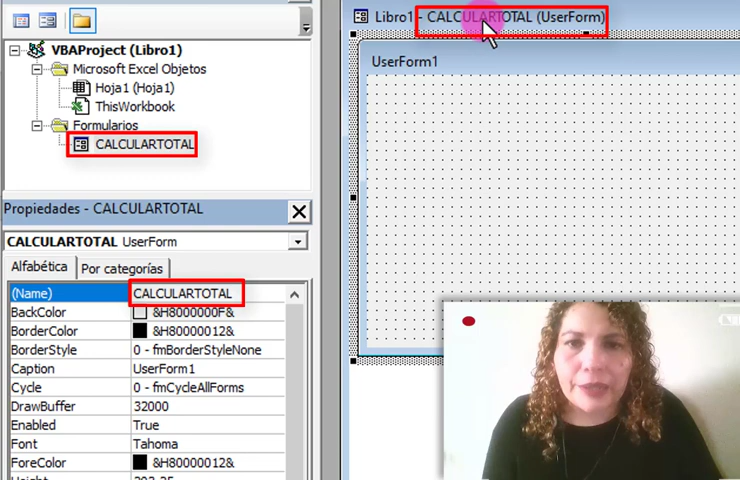 VBAProject (Libro1)
Microsoft Excel Objetos
Hoja1 (Hoja1)
ThisWorkbook
Formularios
CALCULARTOTAL
Propiedades - CALCULARTOTAL
CALCULARTOTAL UserForm
Alfabética Por categorías
(Name) CALCULARTOTAL
BackColor &H8000000F&
BorderColor &H80000012&
BorderStyle 0 - fmBorderStyleNone
Caption UserForm1
Cycle 0 - fmCycleAllForms
DrawBuffer 32000
Enabled True
Font Tahoma
ForeColor &H80000012&
Libro1 - CALCULARTOTAL (UserForm)
UserForm1